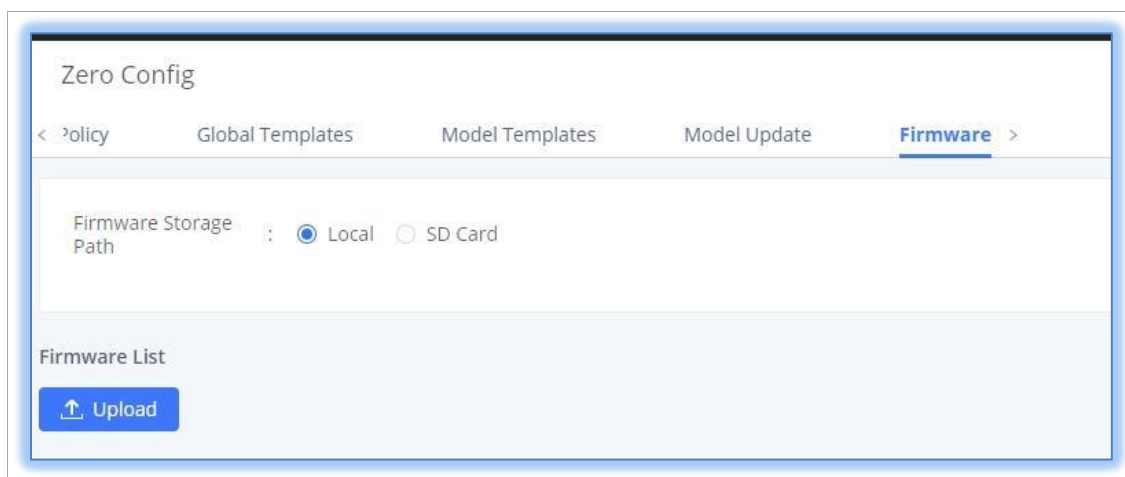 Zero Config
< Policy Global Templates Model Templates Model Update Firmware >
Firmware Storage
Path : Local SD Card
Firmware List
Upload